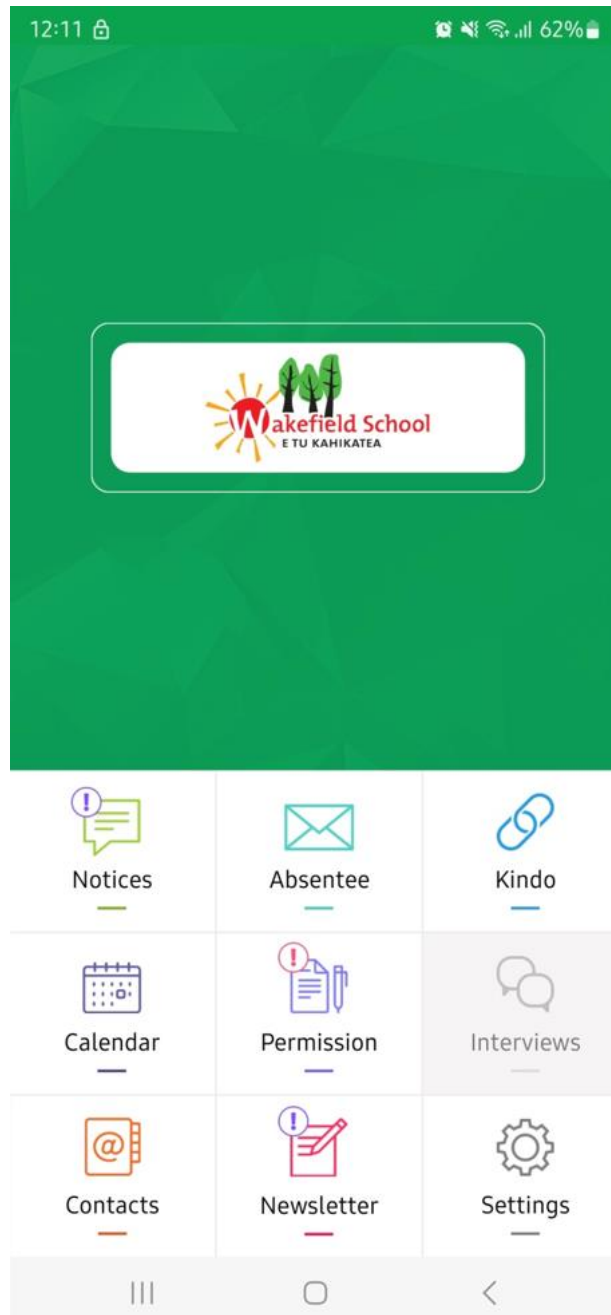 12:11 62%
Wakefield School
E TU KAHIKATEA
Notices Absentee Kindo
Calendar Permission Interviews
Contacts Newsletter Settings